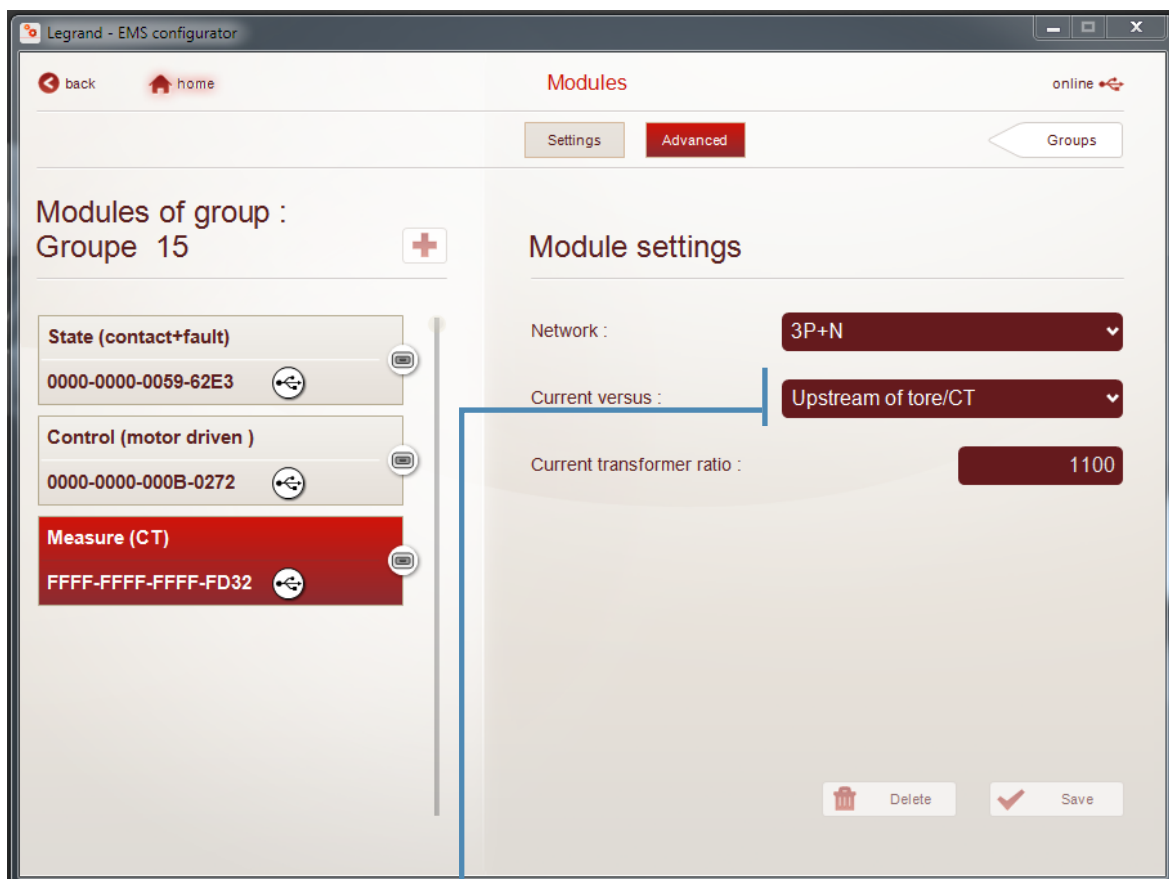 Legrand - EMS configurator
back
home
Modules
online
Settings
Advanced
Groups
Modules of group :
Groupe 15
State (contact+fault)
0000-0000-0059-62E3
Control (motor driven )
0000-0000-000B-0272
Measure (CT)
FFFF-FFFF-FFFF-FD32
Module settings
Network :
3P+N
Current versus :
Upstream of tore/CT
Current transformer ratio :
1100
Delete
Save